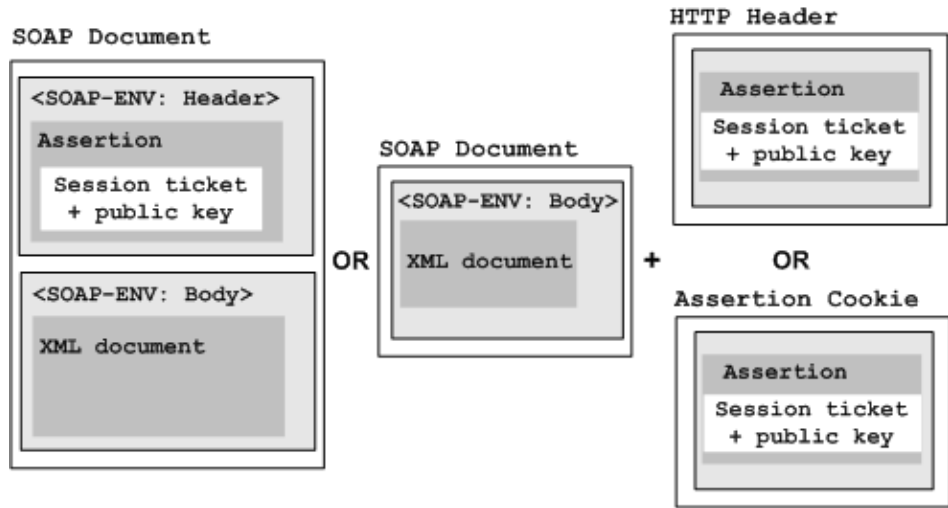 SOAP Document
<SOAP-ENV: Header>
Assertion
Session ticket
+ public key
<SOAP-ENV: Body>
XML document
OR
SOAP Document
<SOAP-ENV: Body>
XML document
+
HTTP Header
Assertion
Session ticket
+ public key
OR
Assertion Cookie
Assertion
Session ticket
+ public key